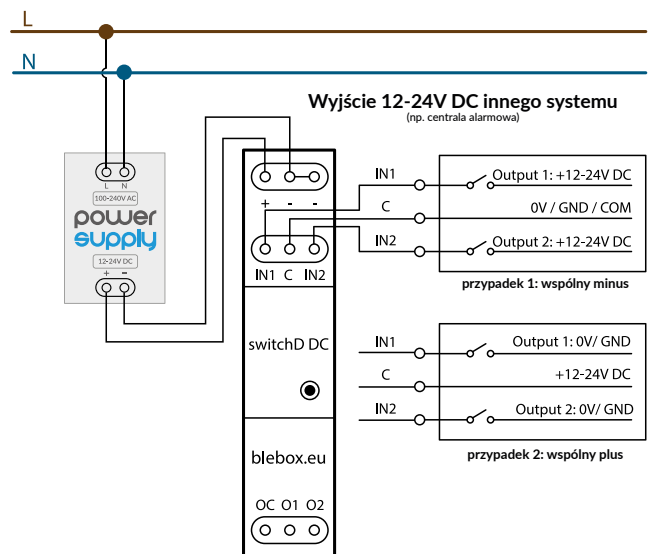 L
N
Wyjście 12-24V DC innego systemu
(np. centrala alarmowa)
L N
100-240V AC
power
supply
12-24V DC
+ −
+ - -
IN1 C IN2
switchD DC
blebox.eu
OC O1 O2
IN1
Output 1: +12-24V DC
C
0V / GND / COM
IN2
Output 2: +12-24V DC
przypadek 1: wspólny minus
IN1
Output 1: 0V/ GND
C
+12-24V DC
IN2
Output 2: 0V/ GND
przypadek 2: wspólny plus